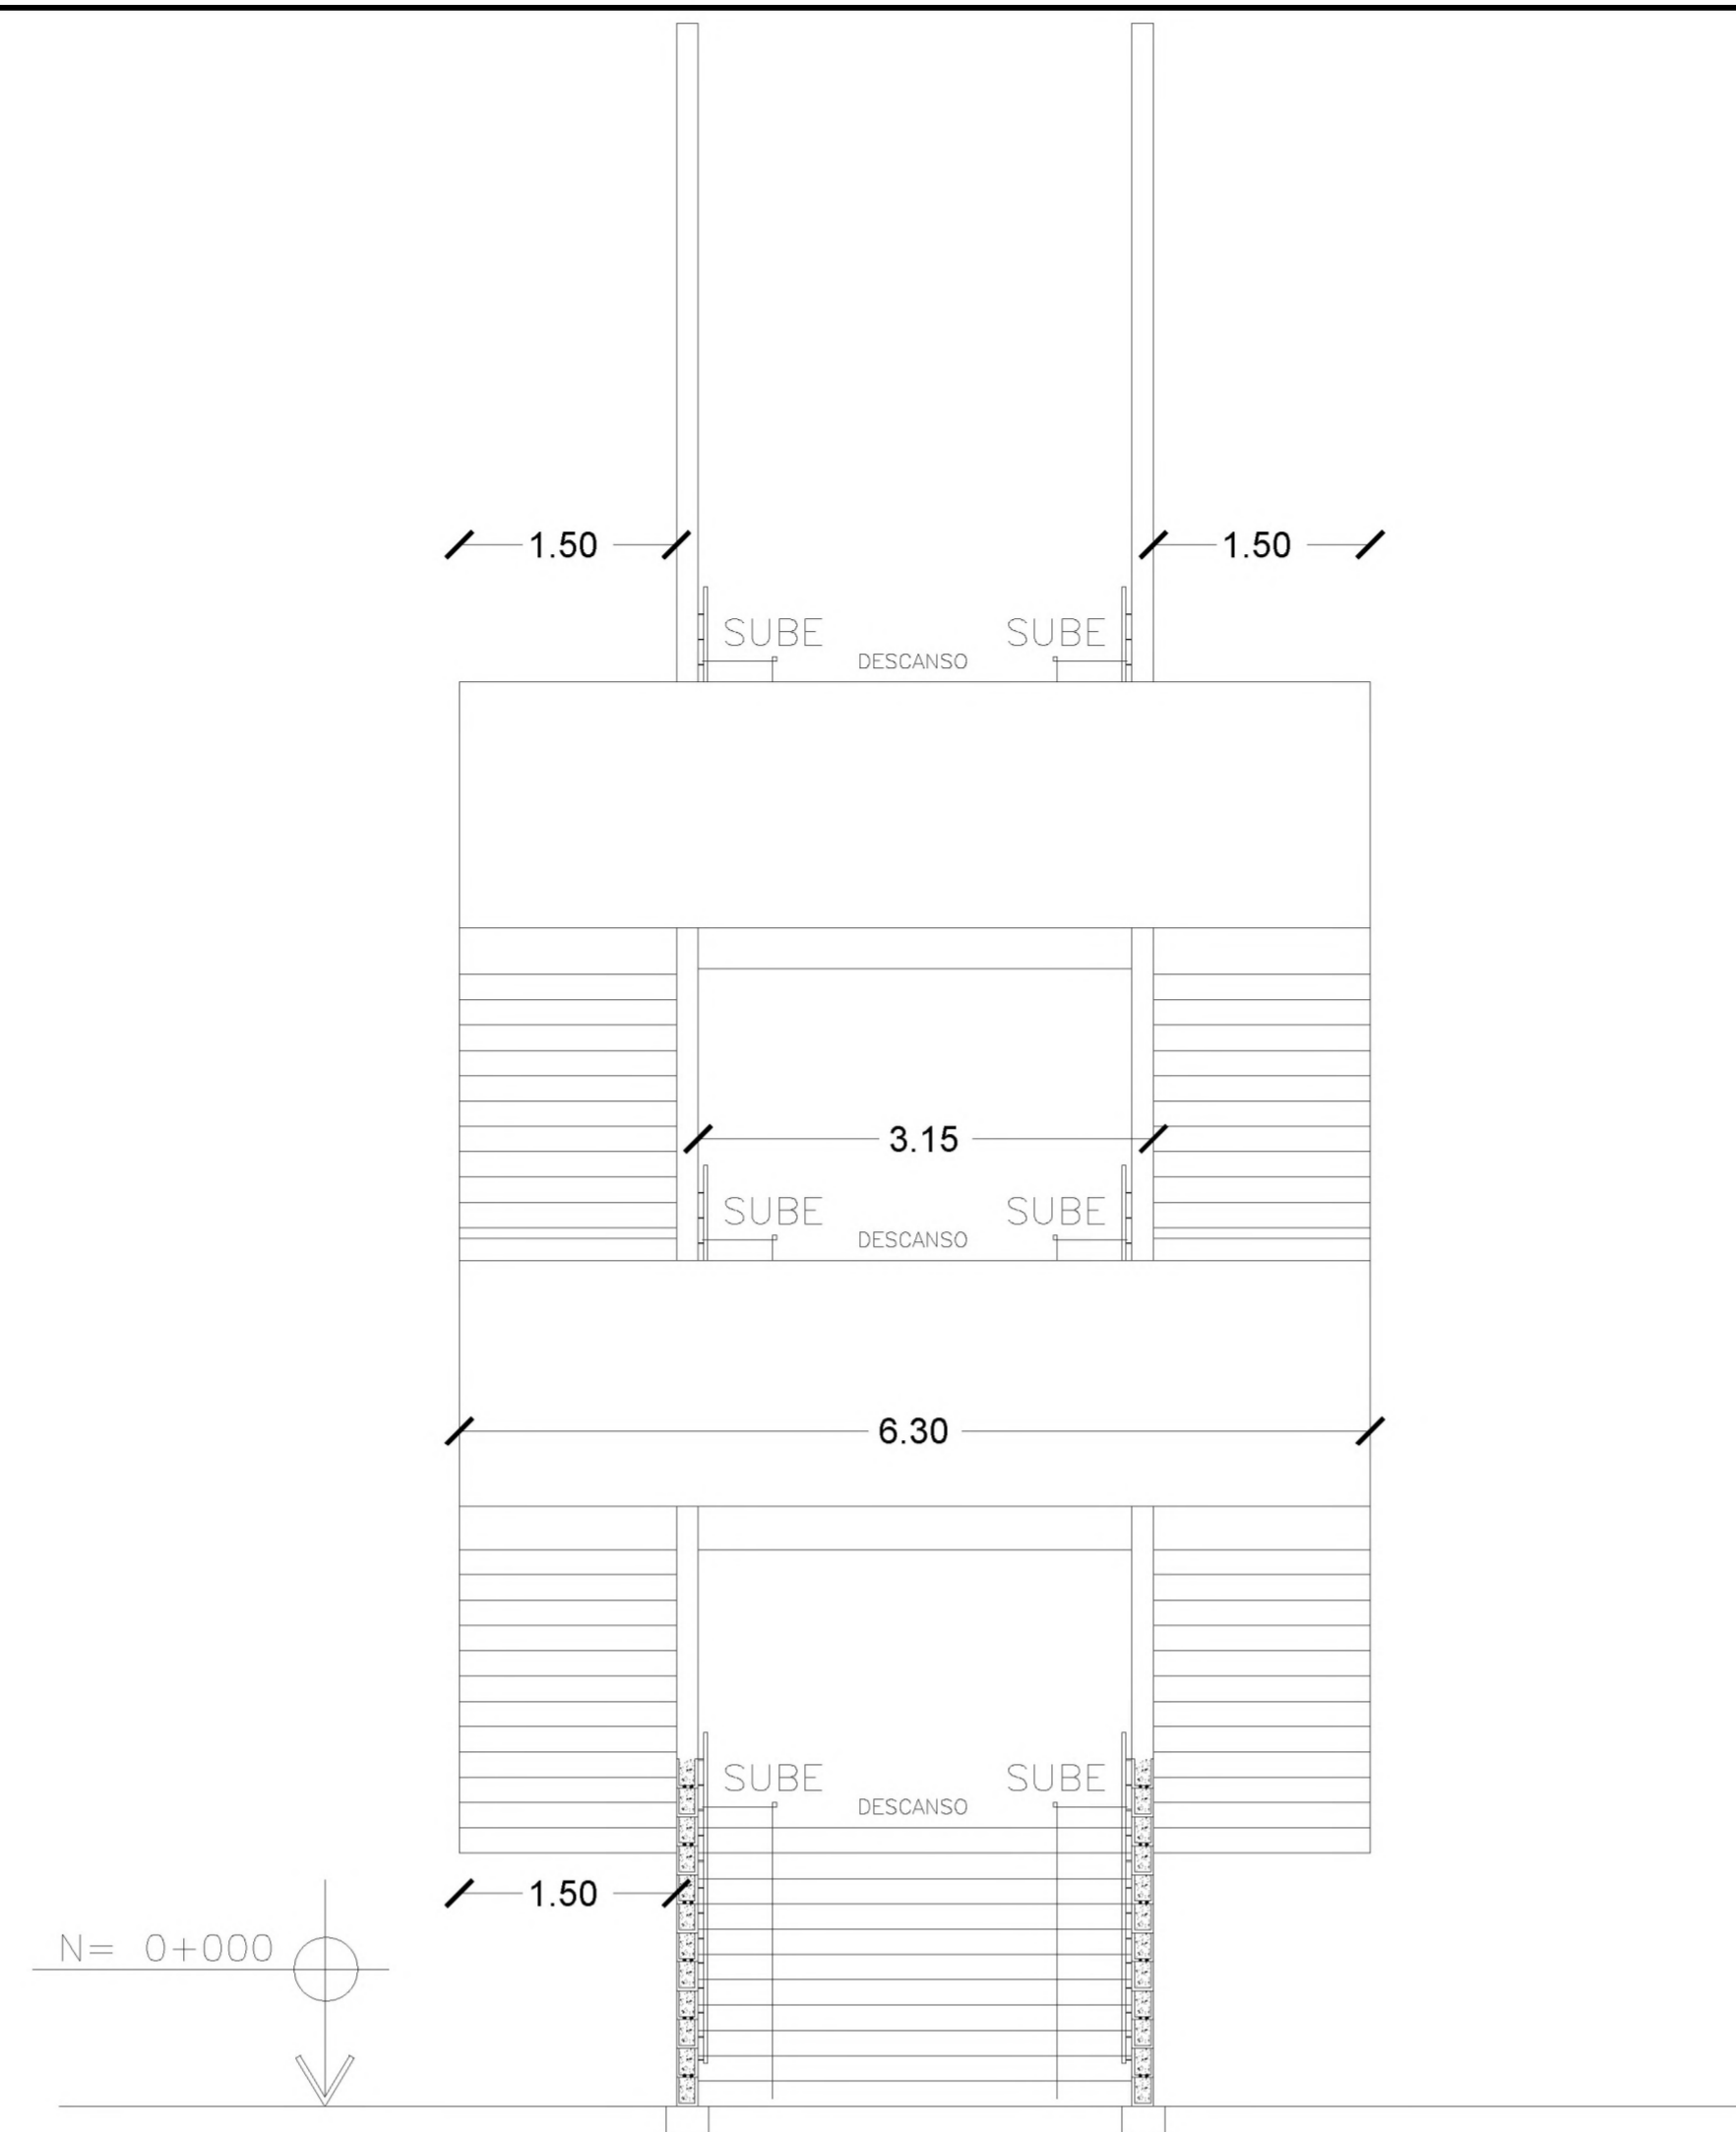 1.50 1.50
SUBE SUBE
DESCANSO
3.15
SUBE SUBE
DESCANSO
6.30
SUBE SUBE
DESCANSO
1.50
N= 0+000